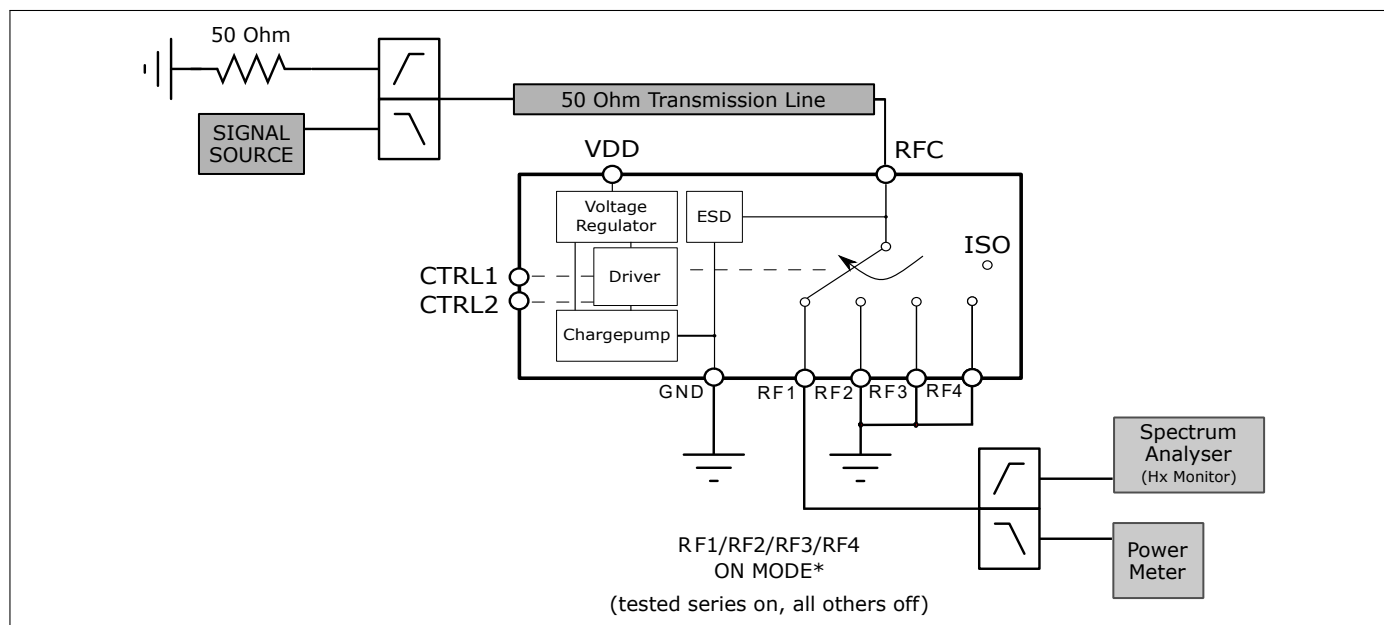 50 Ohm
SIGNAL
SOURCE
50 Ohm Transmission Line
VDD
RFC
Voltage
Regulator
ESD
ISO
CTRL1
CTRL2
Driver
Chargepump
GND
RF1
RF2
RF3
RF4
Spectrum
Analyser
(Hx Monitor)
Power
Meter
RF1/RF2/RF3/RF4
ON MODE*
(tested series on, all others off)